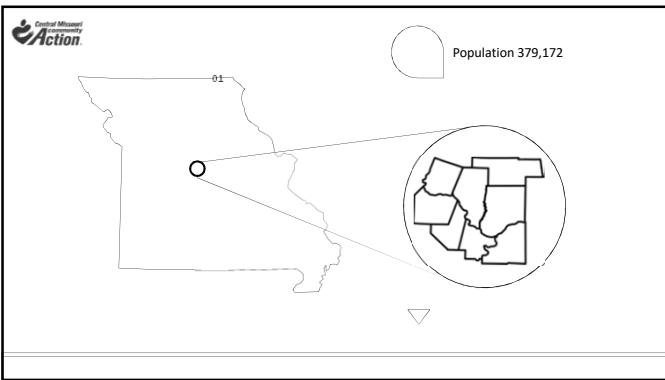 Central Missouri
community
Action.
Population 379,172
01